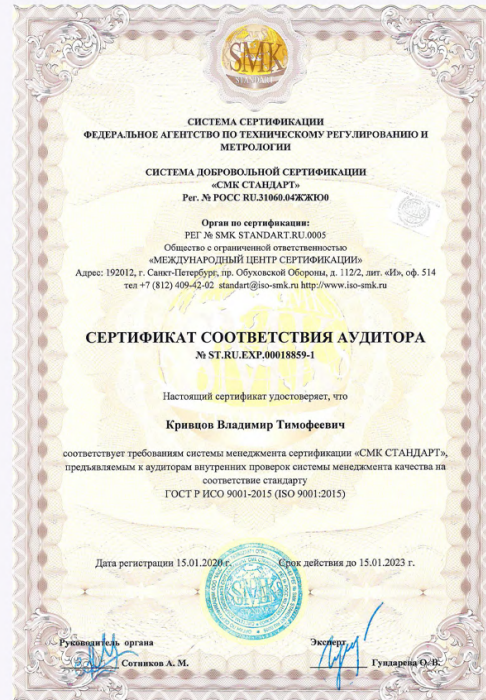 SMK
STANDART
СИСТЕМА СЕРТИФИКАЦИИ
ФЕДЕРАЛЬНОЕ АГЕНТСТВО ПО ТЕХНИЧЕСКОМУ РЕГУЛИРОВАНИЮ И
МЕТРОЛОГИИ
СИСТЕМА ДОБРОВОЛЬНОЙ СЕРТИФИКАЦИИ
«СМК СТАНДАРТ»
Рег. № РОСС RU.31060.04ЖЖЮ0
Орган по сертификации:
РЕГ № SMK STANDART.RU.0005
Общество с ограниченной ответственностью
«МЕЖДУНАРОДНЫЙ ЦЕНТР СЕРТИФИКАЦИИ»
Адрес: 192012, г. Санкт-Петербург, пр. Обуховской Обороны, д. 112/2, лит. «И», оф. 514
тел +7 (812) 409-42-02 standart@iso-smk.ru http://www.iso-smk.ru
СЕРТИФИКАТ СООТВЕТСТВИЯ АУДИТОРА
№ ST.RU.EXP.00018859-1
Настоящий сертификат удостоверяет, что
Кривцов Владимир Тимофеевич
соответствует требованиям системы менеджмента сертификации «СМК СТАНДАРТ»,
предъявляемым к аудиторам внутренних проверок системы менеджмента качества на
соответствие стандарту
ГОСТ Р ИСО 9001-2015 (ISO 9001:2015)
Дата регистрации 15.01.2020 г. Срок действия до 15.01.2023 г.
SMK
Руководитель органа Эксперт
Сотников А. М. Гундарева О. В.